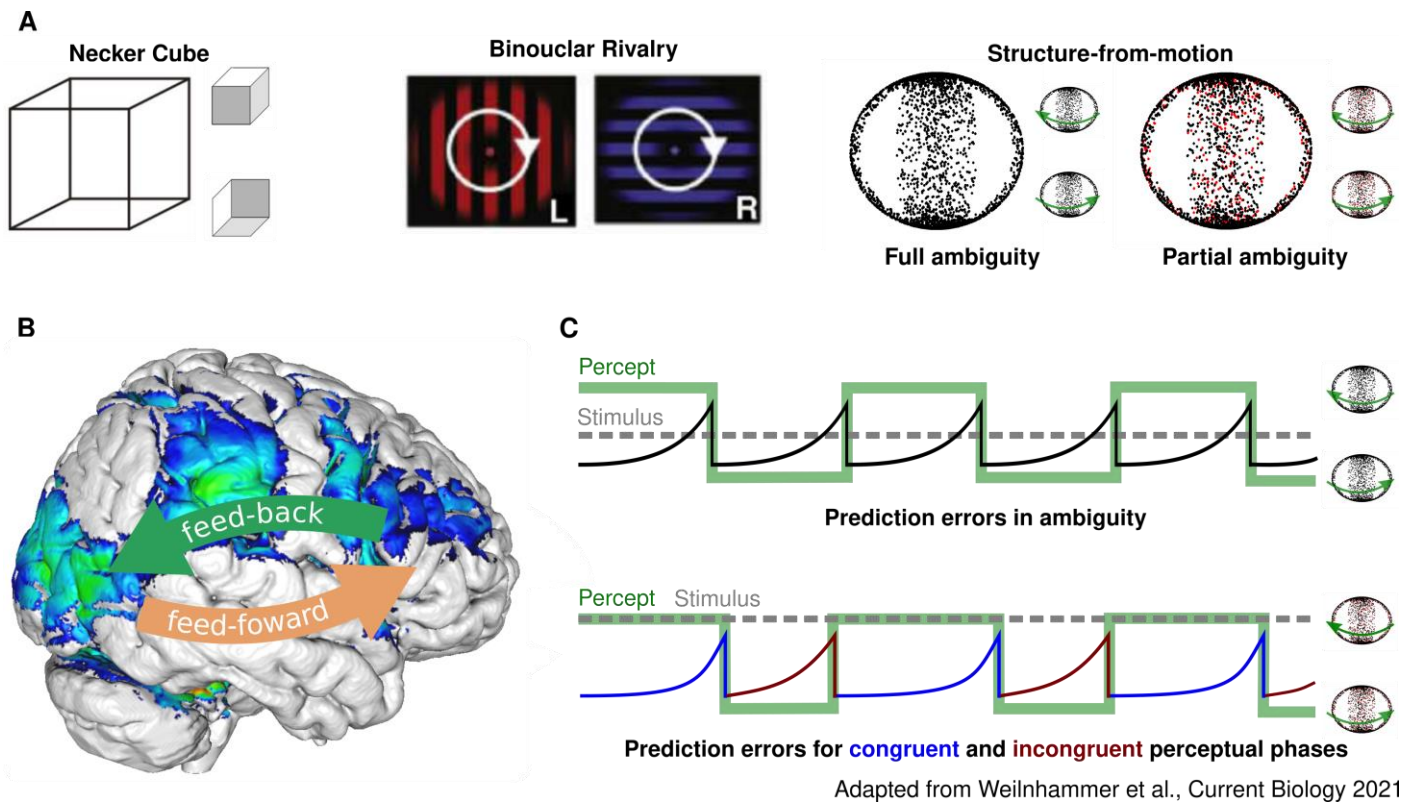 A
Necker Cube
Binouclar Rivalry
L
R
Structure-from-motion
Full ambiguity
Partial ambiguity
B
feed-back
feed-foward
C
Percept
Stimulus
Prediction errors in ambiguity
Percept Stimulus
Prediction errors for congruent and incongruent perceptual phases
Adapted from Weilnhammer et al., Current Biology 2021